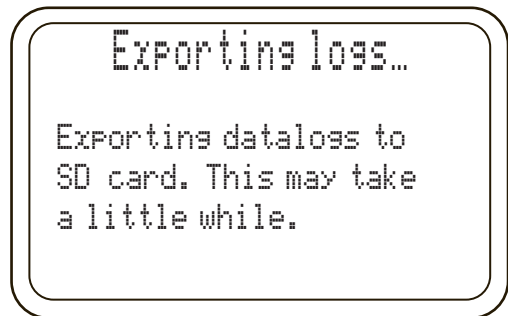 Exporting logs…
Exporting datalogs to
SD card. This may take
a little while.